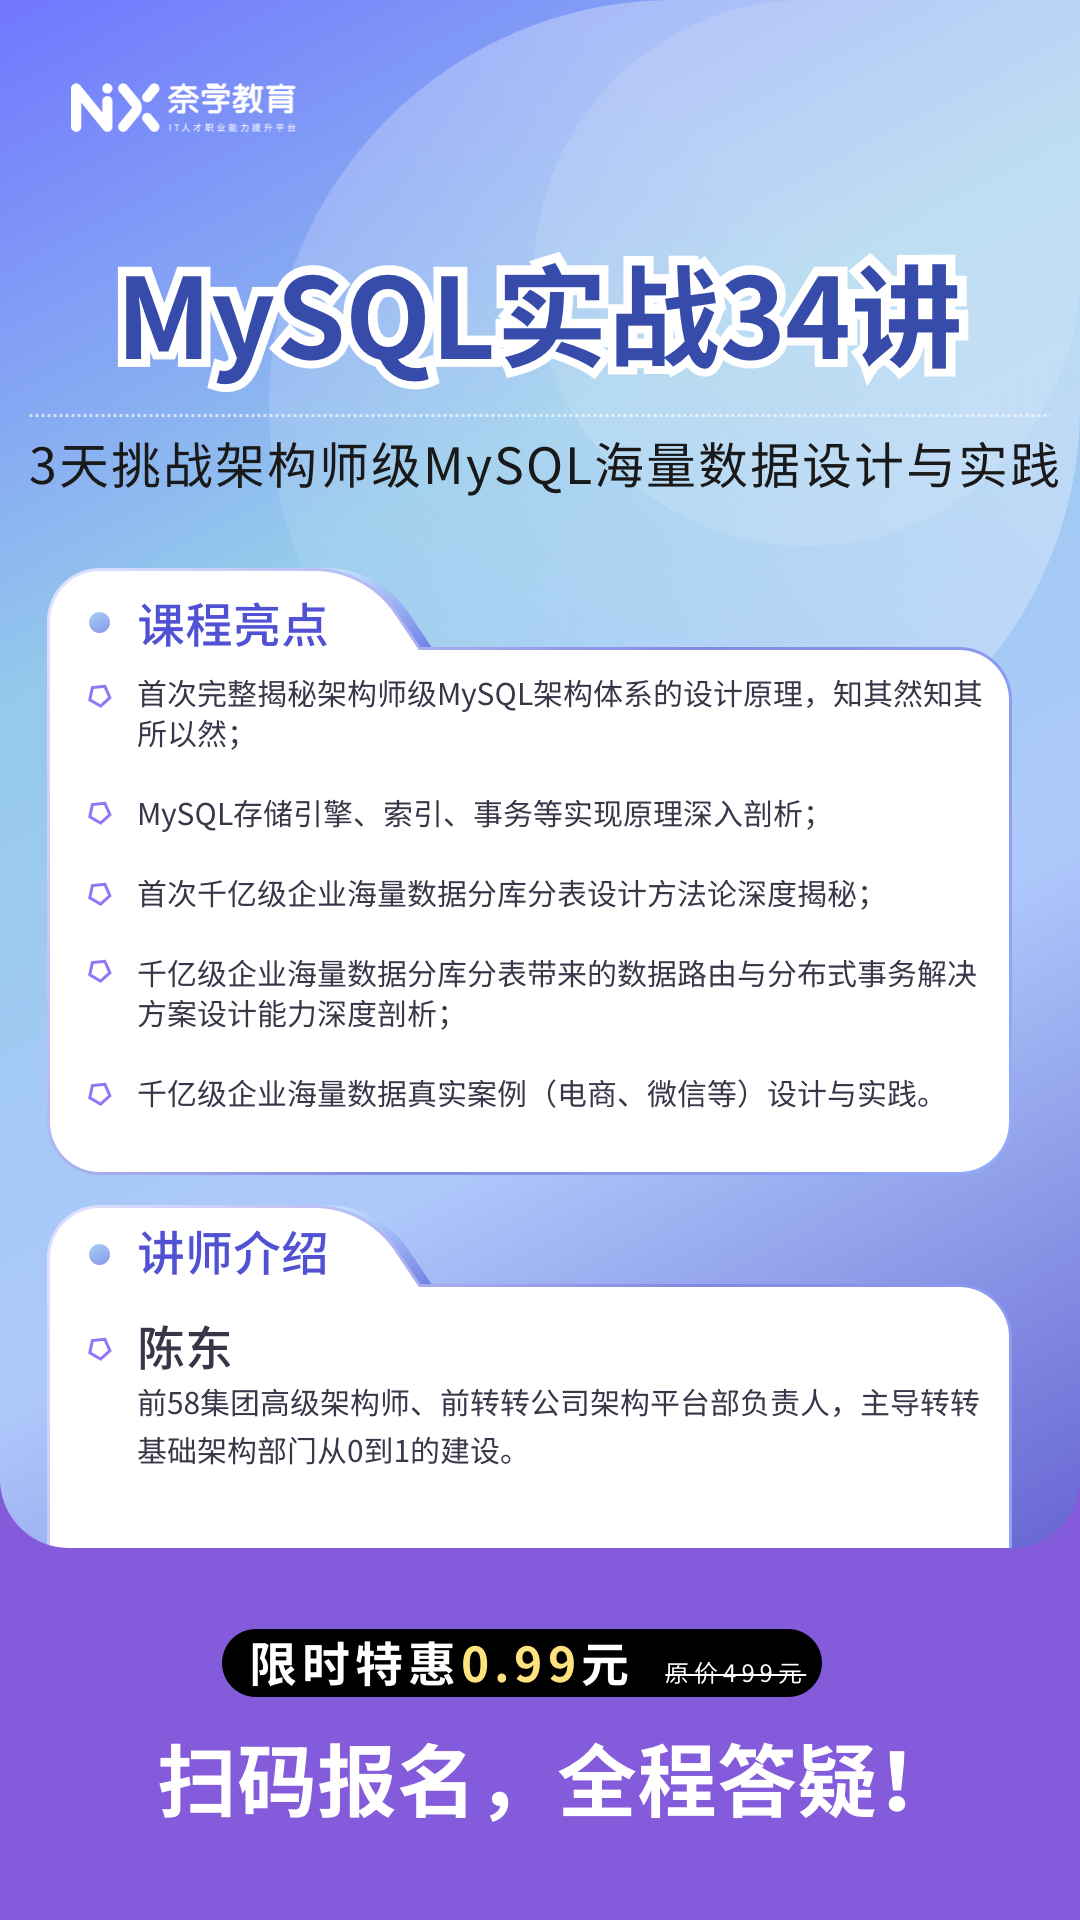 NiX 奈学教育
IT人才职业能力提升平台
MySQL实战34讲
3天挑战架构师级MySQL海量数据设计与实践
课程亮点
首次完整揭秘架构师级MySQL架构体系的设计原理，知其然知其
所以然；
MySQL存储引擎、索引、事务等实现原理深入剖析；
首次千亿级企业海量数据分库分表设计方法论深度揭秘；
千亿级企业海量数据分库分表带来的数据路由与分布式事务解决
方案设计能力深度剖析；
千亿级企业海量数据真实案例（电商、微信等）设计与实践。
讲师介绍
陈东
前58集团高级架构师、前转转公司架构平台部负责人，主导转转
基础架构部门从0到1的建设。
限时特惠0.99元 原价499元
扫码报名，全程答疑！